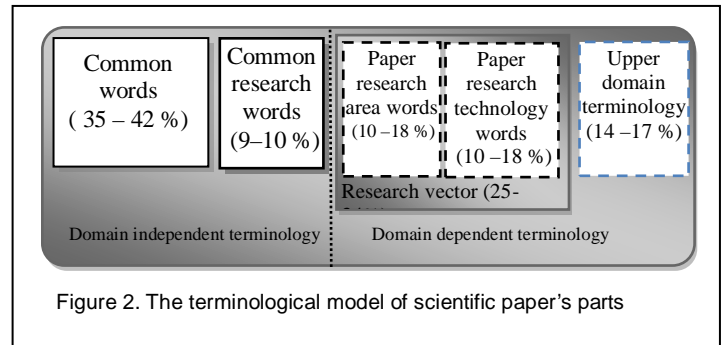 Common
words
( 35 – 42 %)
Common
research
words
(9–10 %)
Paper
research
area words
(10 –18 %)
Paper
research
technology
words
(10 –18 %)
Upper
domain
terminology
(14 –17 %)
Research vector (25-
Domain independent terminology
Domain dependent terminology
Figure 2. The terminological model of scientific paper's parts